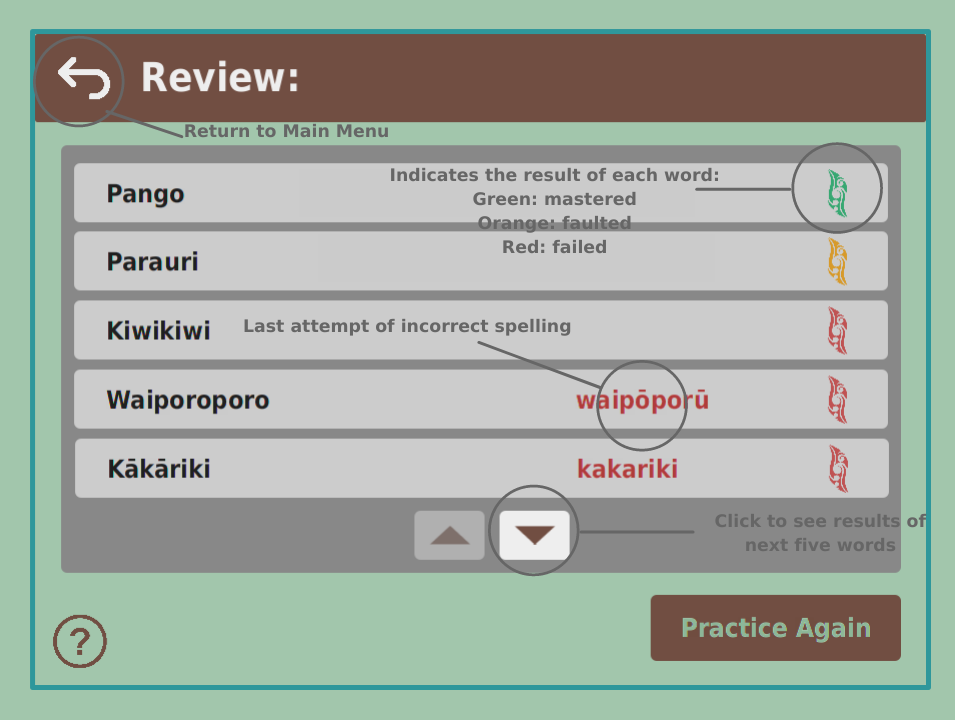 Review:
Return to Main Menu
Pango
Indicates the result of each word:
Green: mastered
Orange: faulted
Red: failed
Parauri
Kiwikiwi
Last attempt of incorrect spelling
Waiporoporo
waipōporū
Kākāriki
kakariki
Click to see results of
next five words
?
Practice Again